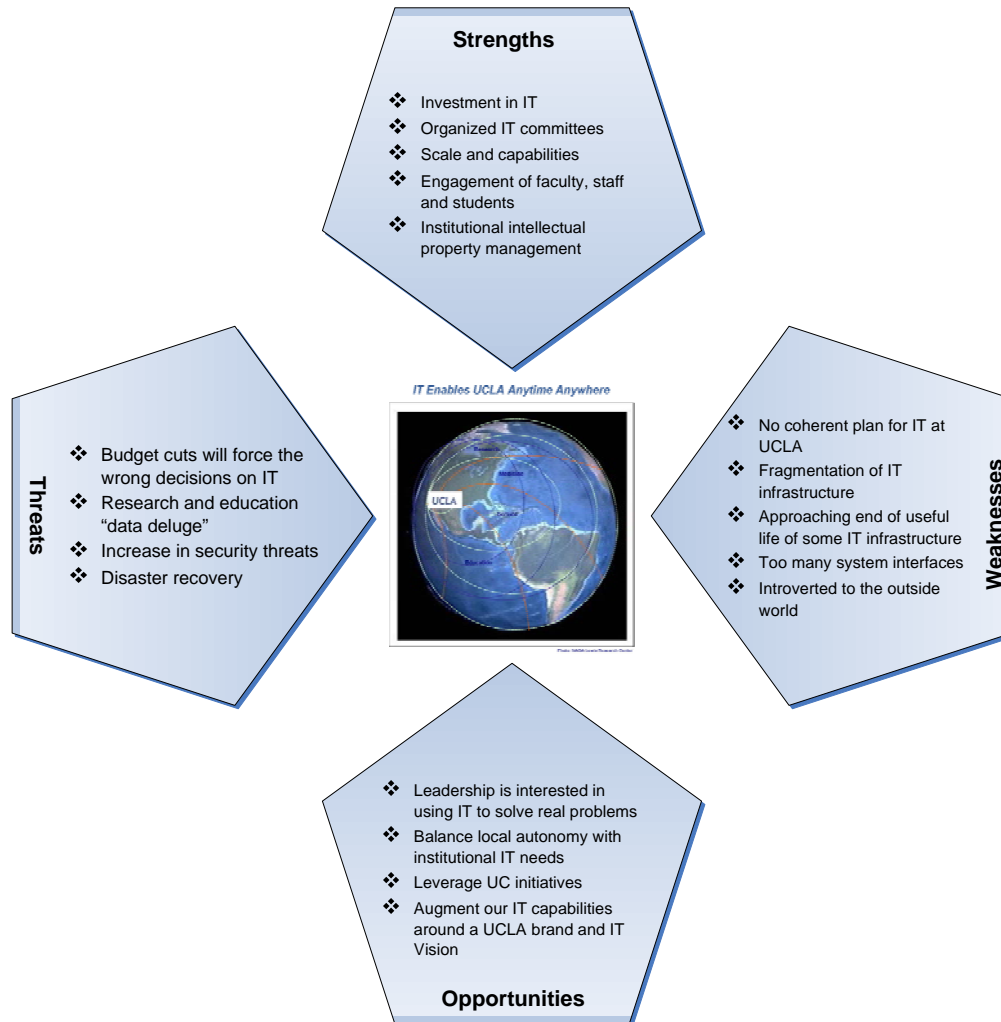 Strengths
Investment in IT
Organized IT committees
Scale and capabilities
Engagement of faculty, staff
and students
Institutional intellectual
property management
IT Enables UCLA Anytime Anywhere
UCLA
Threats
Budget cuts will force the
wrong decisions on IT
Research and education
“data deluge”
Increase in security threats
Disaster recovery
Weaknesses
No coherent plan for IT at
UCLA
Fragmentation of IT
infrastructure
Approaching end of useful
life of some IT infrastructure
Too many system interfaces
Introverted to the outside
world
Leadership is interested in
using IT to solve real problems
Balance local autonomy with
institutional IT needs
Leverage UC initiatives
Augment our IT capabilities
around a UCLA brand and IT
Vision
Opportunities